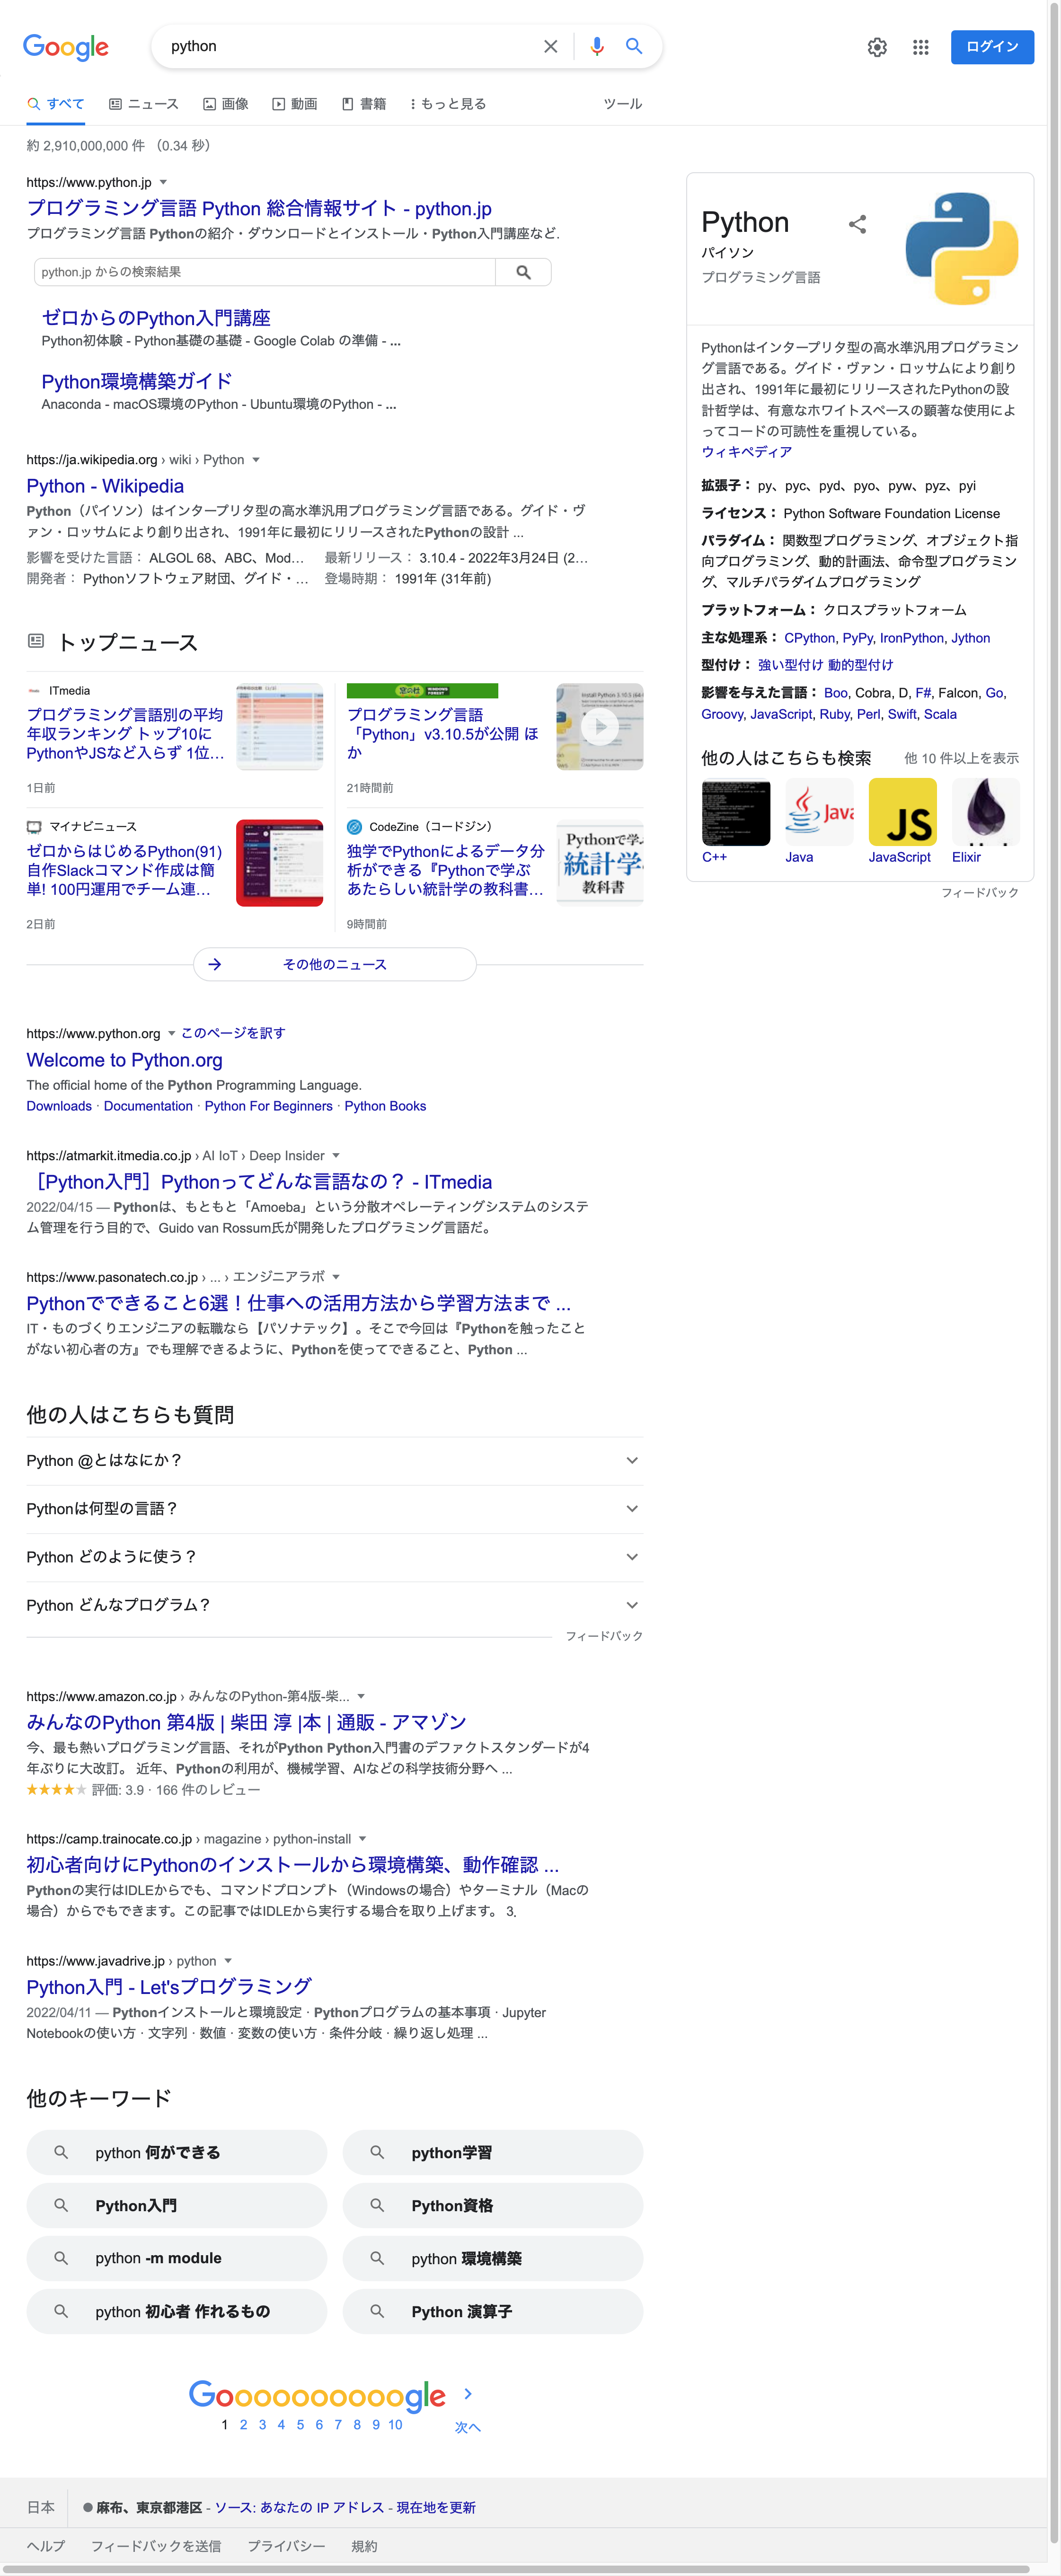 Google
python
ログイン
すべて
ニュース
画像
動画
書籍
もっと見る
ツール
約 2,910,000,000 件 （0.34 秒）
https://www.python.jp
プログラミング言語 Python 総合情報サイト - python.jp
プログラミング言語 Pythonの紹介・ダウンロードとインストール・Python入門講座など.
python.jp からの検索結果
ゼロからのPython入門講座
Python初体験 - Python基礎の基礎 - Google Colab の準備 - ...
Python環境構築ガイド
Anaconda - macOS環境のPython - Ubuntu環境のPython - ...
https://ja.wikipedia.org › wiki › Python
Python - Wikipedia
Python（パイソン）はインタープリタ型の高水準汎用プログラミング言語である。グイド・ヴ
ァン・ロッサムにより創り出され、1991年に最初にリリースされたPythonの設計 ...
影響を受けた言語： ALGOL 68、ABC、Mod... 最新リリース： 3.10.4 - 2022年3月24日 (2...
開発者： Pythonソフトウェア財団、グイド・... 登場時期： 1991年 (31年前)
トップニュース
ITmedia
プログラミング言語別の平均
年収ランキング トップ10に
PythonやJSなど入らず 1位...
1日前
窓の杜
プログラミング言語
「Python」v3.10.5が公開 ほ
か
21時間前
マイナビニュース
ゼロからはじめるPython(91)
自作Slackコマンド作成は簡
単! 100円運用でチーム連...
2日前
CodeZine（コードジン）
独学でPythonによるデータ分
析ができる『Pythonで学ぶ
あたらしい統計学の教科書...
9時間前
Pythonで学
統計学
教科書
その他のニュース
https://www.python.org このページを訳す
Welcome to Python.org
The official home of the Python Programming Language.
Downloads · Documentation · Python For Beginners · Python Books
https://atmarkit.itmedia.co.jp › AI IoT › Deep Insider
［Python入門］Pythonってどんな言語なの？ - ITmedia
2022/04/15 — Pythonは、もともと「Amoeba」という分散オペレーティングシステムのシステ
ム管理を行う目的で、Guido van Rossum氏が開発したプログラミング言語だ。
https://www.pasonatech.co.jp › ... › エンジニアラボ
Pythonでできること6選！仕事への活用方法から学習方法まで ...
IT・ものづくりエンジニアの転職なら【パソナテック】。そこで今回は『Pythonを触ったこと
がない初心者の方』でも理解できるように、Pythonを使ってできること、Python ...
他の人はこちらも質問
Python @とはなにか？
Pythonは何型の言語？
Python どのように使う？
Python どんなプログラム？
フィードバック
https://www.amazon.co.jp › みんなのPython-第4版-柴...
みんなのPython 第4版 | 柴田 淳 |本 | 通販 - アマゾン
今、最も熱いプログラミング言語、それがPython Python入門書のデファクトスタンダードが4
年ぶりに大改訂。 近年、Pythonの利用が、機械学習、AIなどの科学技術分野へ ...
★★★★★ 評価: 3.9 · 166 件のレビュー
https://camp.trainocate.co.jp › magazine › python-install
初心者向けにPythonのインストールから環境構築、動作確認 ...
Pythonの実行はIDLEからでも、コマンドプロンプト（Windowsの場合）やターミナル（Macの
場合）からでもできます。この記事ではIDLEから実行する場合を取り上げます。 3.
https://www.javadrive.jp › python
Python入門 - Let'sプログラミング
2022/04/11 — Pythonインストールと環境設定 · Pythonプログラムの基本事項 · Jupyter
Notebookの使い方 · 文字列 · 数値 · 変数の使い方 · 条件分岐 · 繰り返し処理 ...
他のキーワード
python 何ができる
python学習
Python入門
Python資格
python -m module
python 環境構築
python 初心者 作れるもの
Python 演算子
Goooooooooogle
1 2 3 4 5 6 7 8 9 10
次へ
Python
パイソン
プログラミング言語
Pythonはインタープリタ型の高水準汎用プログラミン
グ言語である。グイド・ヴァン・ロッサムにより創り
出され、1991年に最初にリリースされたPythonの設
計哲学は、有意なホワイトスペースの顕著な使用によ
ってコードの可読性を重視している。
ウィキペディア
拡張子： py、pyc、pyd、pyo、pyw、pyz、pyi
ライセンス： Python Software Foundation License
パラダイム： 関数型プログラミング、オブジェクト指
向プログラミング、動的計画法、命令型プログラミン
グ、マルチパラダイムプログラミング
プラットフォーム： クロスプラットフォーム
主な処理系： CPython, PyPy, IronPython, Jython
型付け： 強い型付け 動的型付け
影響を与えた言語： Boo, Cobra, D, F#, Falcon, Go,
Groovy, JavaScript, Ruby, Perl, Swift, Scala
他の人はこちらも検索
他 10 件以上を表示
Java
JS
C++
Java
JavaScript
Elixir
フィードバック
日本
麻布、東京都港区 - ソース: あなたの IP アドレス - 現在地を更新
ヘルプ
フィードバックを送信
プライバシー
規約